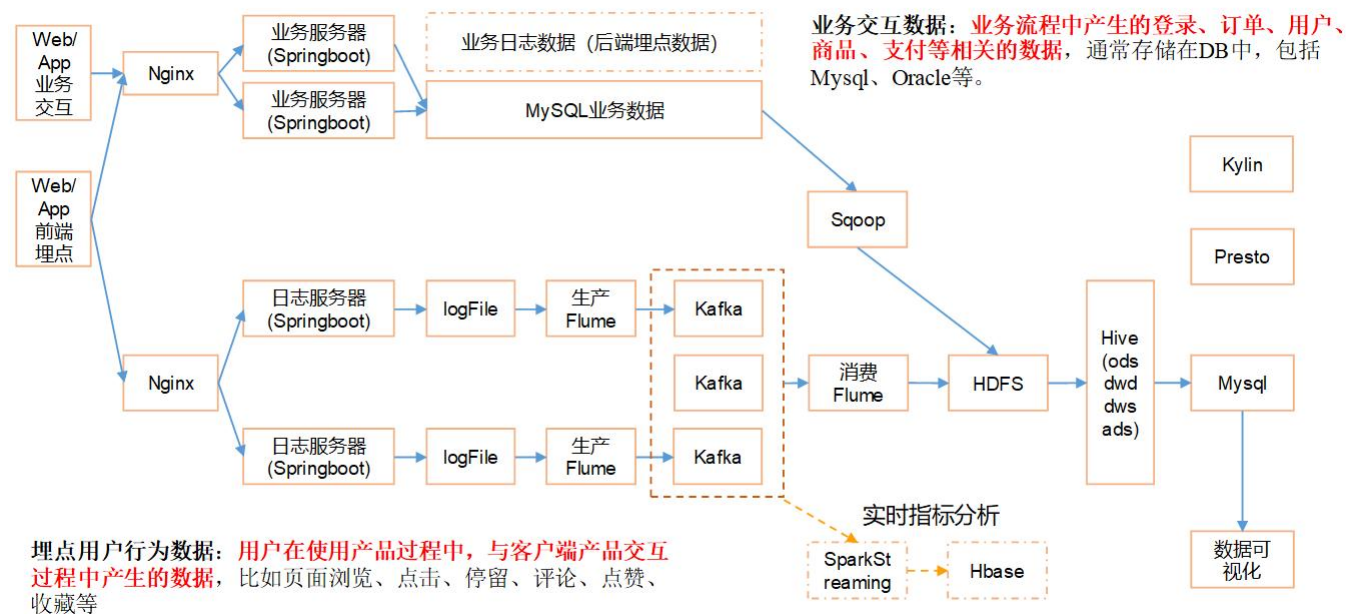 Web/
App
业务
交互
Nginx
业务服务器
(Springboot)
业务服务器
(Springboot)
业务日志数据（后端埋点数据）
MySQL业务数据
业务交互数据：业务流程中产生的登录、订单、用户、
商品、支付等相关的数据，通常存储在DB中，包括
Mysql、Oracle等。
Web/
App
前端
埋点
Sqoop
Kylin
Presto
Nginx
日志服务器
(Springboot)
logFile
生产
Flume
Kafka
Kafka
日志服务器
(Springboot)
logFile
生产
Flume
Kafka
消费
Flume
HDFS
Hive
(ods
dwd
dws
ads)
Mysql
数据可
视化
实时指标分析
SparkSt
reaming
Hbase
埋点用户行为数据：用户在使用产品过程中，与客户端产品交互
过程中产生的数据，比如页面浏览、点击、停留、评论、点赞、
收藏等